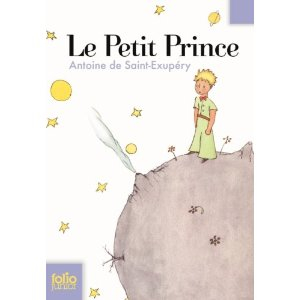 Le Petit Prince
Antoine de Saint-Exupéry
folio
junior